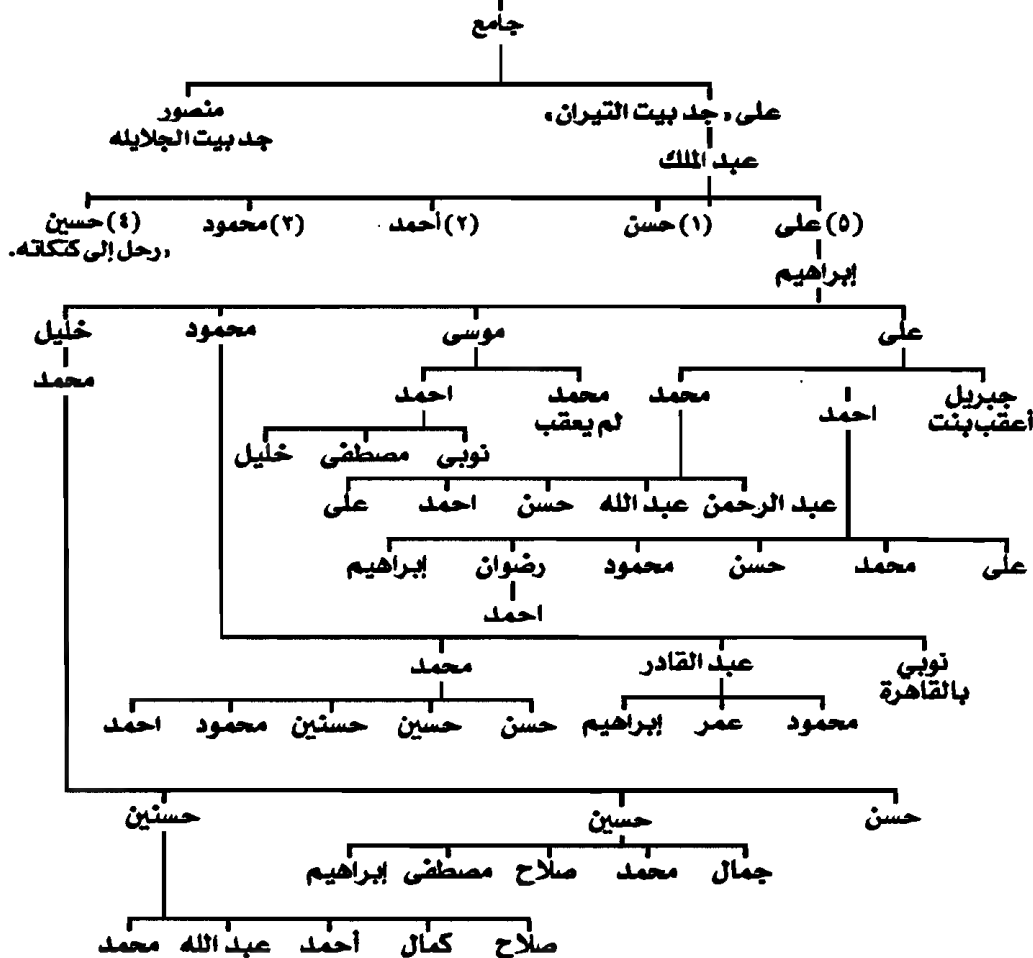 جامع
على «جد بيت التيران» منصور
جد بيت الجلايله
عبد الملك
(٥) على (١) حسن (٢) أحمد (٣) محمود (٤) حسين
«رحل إلى كتكاته»
إبراهيم
على موسى محمود خليل
جبريل احمد محمد محمد احمد محمد
أعقب بنت لم يعقب
نوبى مصطفى خليل
عبد الرحمن عبد الله حسن احمد على
على محمد حسن محمود رضوان إبراهيم
احمد
نوبي عبد القادر محمد
بالقاهرة
محمود عمر إبراهيم حسن حسين حسنين محمود احمد
حسن حسين حسنين
جمال محمد صلاح مصطفى إبراهيم
صلاح كمال أحمد عبد الله محمد